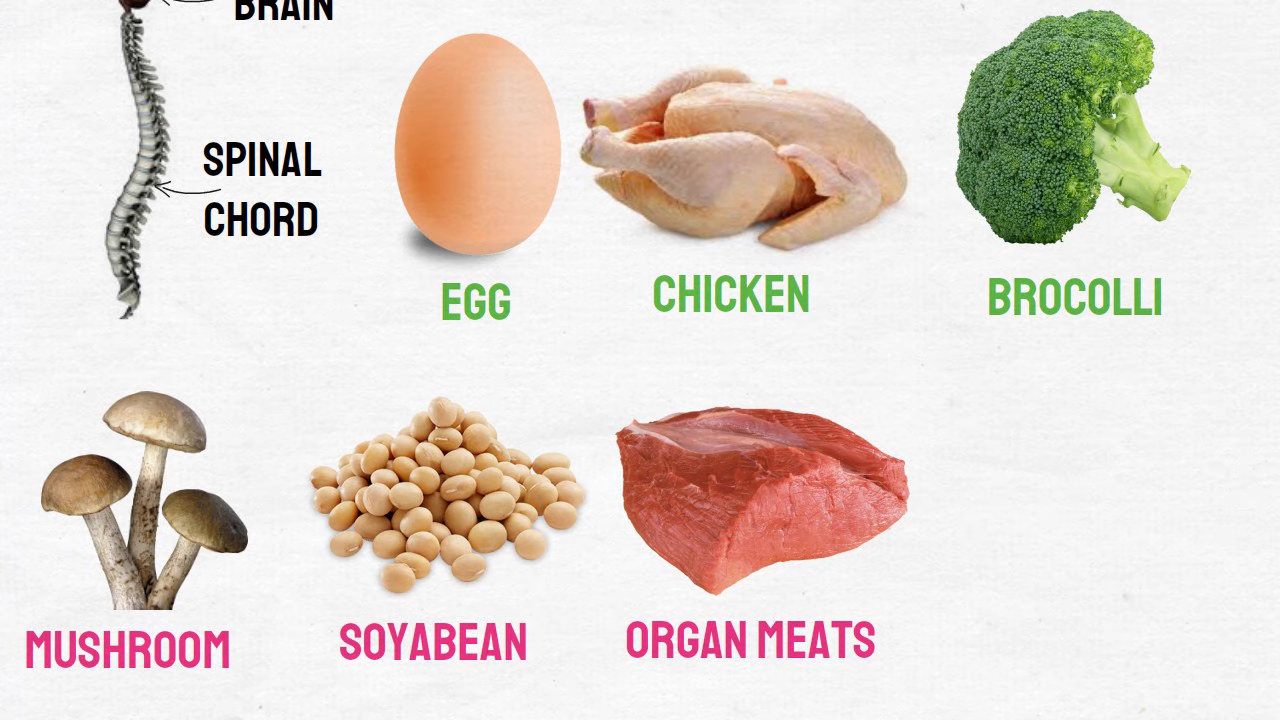 BRAIN
SPINAL
CHORD
EGG
CHICKEN
BROCOLLI
MUSHROOM
SOYABEAN
ORGAN MEATS